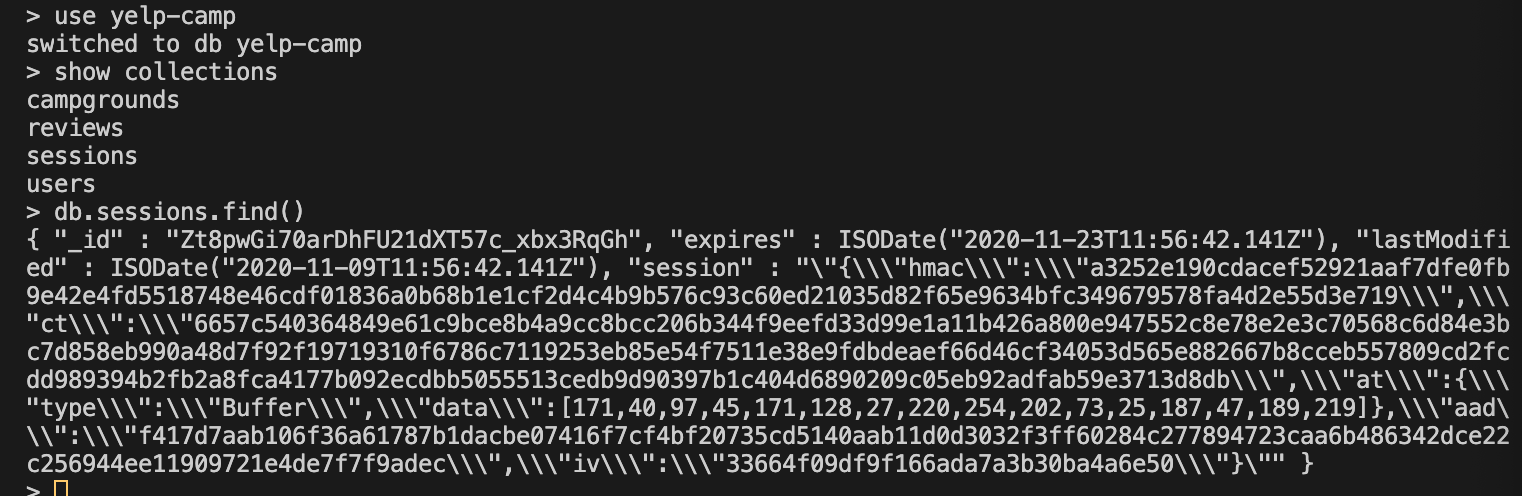 > use yelp-camp
switched to db yelp-camp
> show collections
campgrounds
reviews
sessions
users
> db.sessions.find()
{ "_id" : "Zt8pwGi70arDhFU21dXT57c_xbx3RqGh", "expires" : ISODate("2020-11-23T11:56:42.141Z"), "lastModifi
ed" : ISODate("2020-11-09T11:56:42.141Z"), "session" : "\"{\\\"hmac\\\":\\\"a3252e190cdacef52921aaf7dfe0fb
9e42e4fd5518748e46cdf01836a0b68b1e1cf2d4c4b9b576c93c60ed21035d82f65e9634bfc349679578fa4d2e55d3e719\\\",\\\
"ct\\\":\\\"6657c540364849e61c9bce8b4a9cc8bcc206b344f9eefd33d99e1a11b426a800e947552c8e78e2e3c70568c6d84e3b
c7d858eb990a48d7f92f19719310f6786c7119253eb85e54f7511e38e9fdbdeaef66d46cf34053d565e882667b8cceb557809cd2fc
dd989394b2fb2a8fca4177b092ecdbb5055513cedb9d90397b1c404d6890209c05eb92adfab59e3713d8db\\\",\\\"at\\\":{\\\
"type\\\":\\\"Buffer\\\",\\\"data\\\":[171,40,97,45,171,128,27,220,254,202,73,25,187,47,189,219]},\\\"aad\
\\":\\\"f417d7aab106f36a61787b1dacbe07416f7cf4bf20735cd5140aab11d0d3032f3ff60284c277894723caa6b486342dce22
c256944ee11909721e4de7f7f9adec\\\",\\\"iv\\\":\\\"33664f09df9f166ada7a3b30ba4a6e50\\\"}\"" }
>